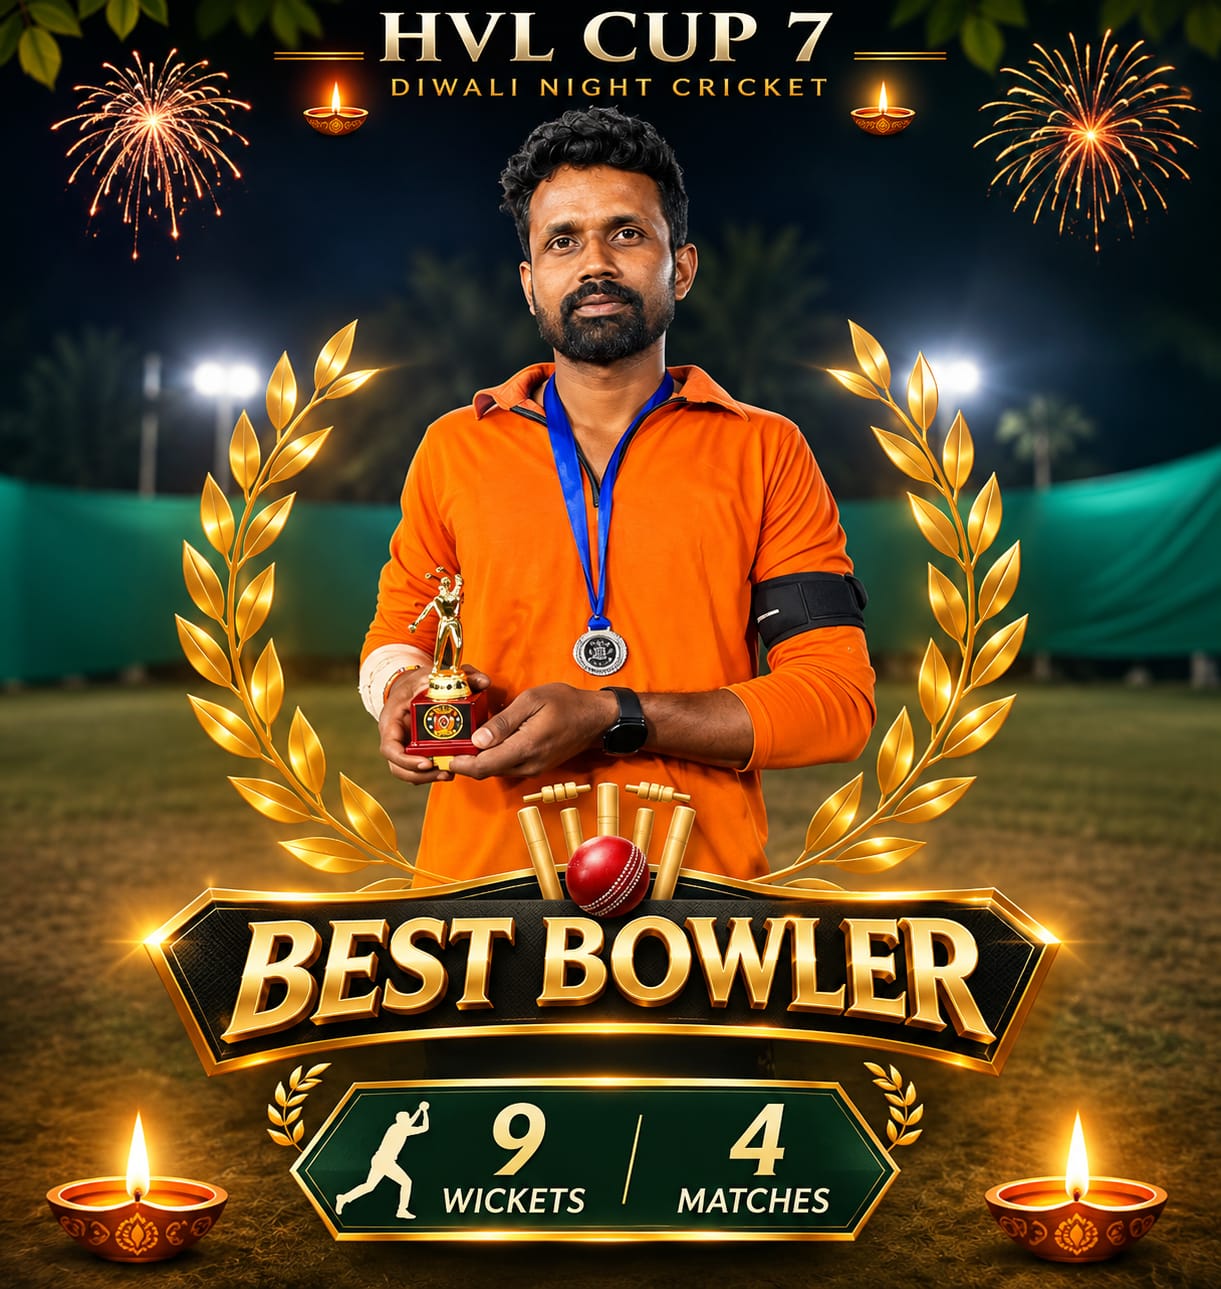 HVL CUP 7
DIWALI NIGHT CRICKET
BEST BOWLER
9 4
WICKETS MATCHES